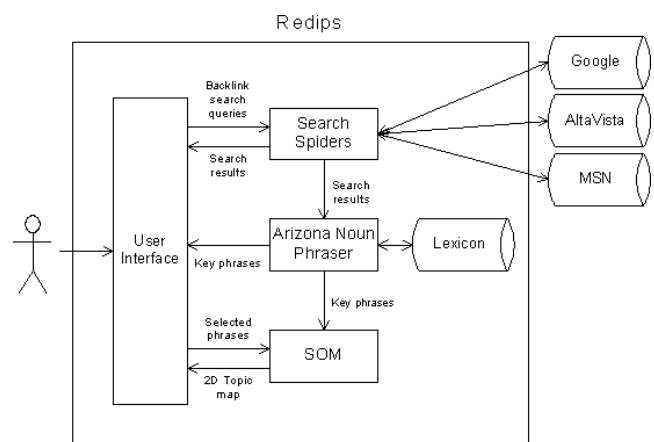 Redips
Google
Backlink
search
queries
Search
Spiders
AltaVista
Search
results
MSN
Search
results
User
Interface
Arizona Noun
Phraser
Lexicon
Key phrases
Key phrases
Selected
phrases
SOM
2D Topic
map